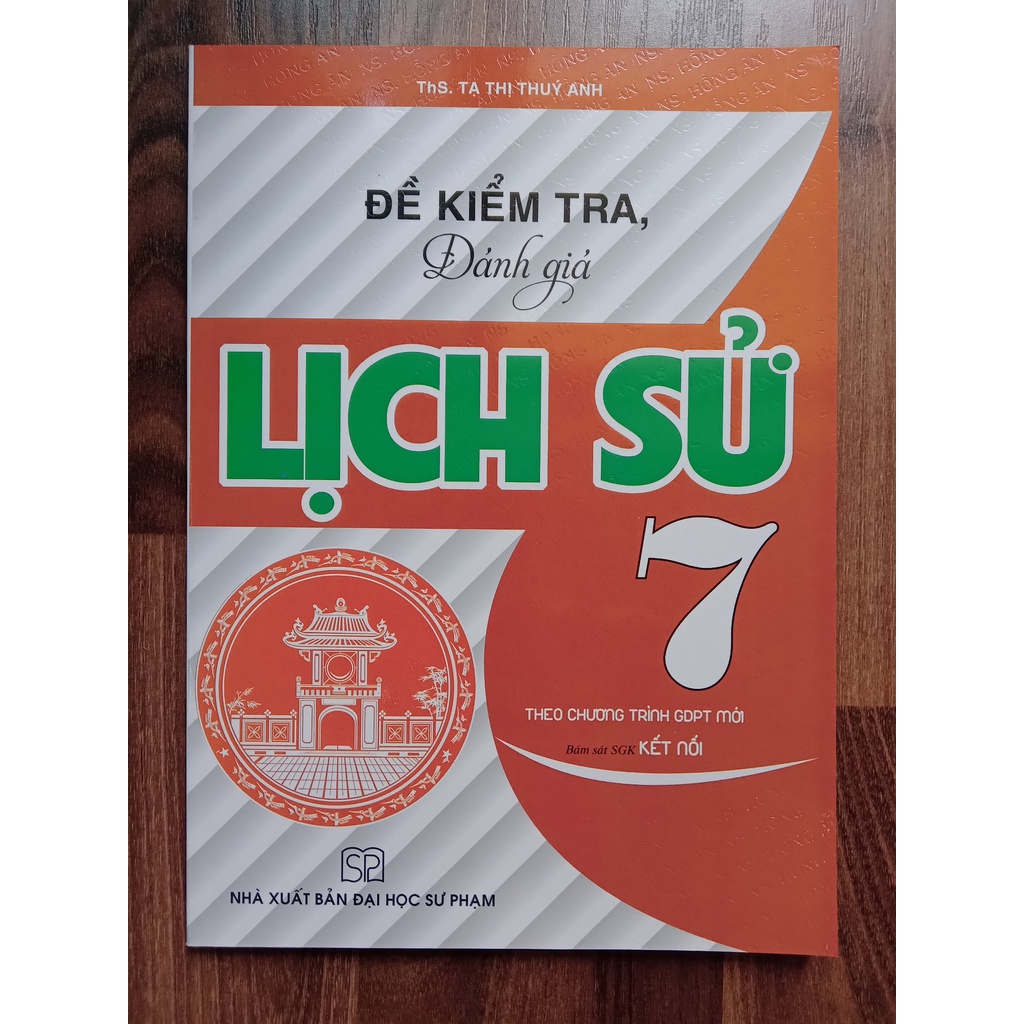 ThS. TẠ THỊ THUÝ ANH
ĐỀ KIỂM TRA,
Đánh giá
LỊCH SỬ
7
THEO CHƯƠNG TRÌNH GDPT MỚI
Bám sát SGK KẾT NỐI
SP
NHÀ XUẤT BẢN ĐẠI HỌC SƯ PHẠM